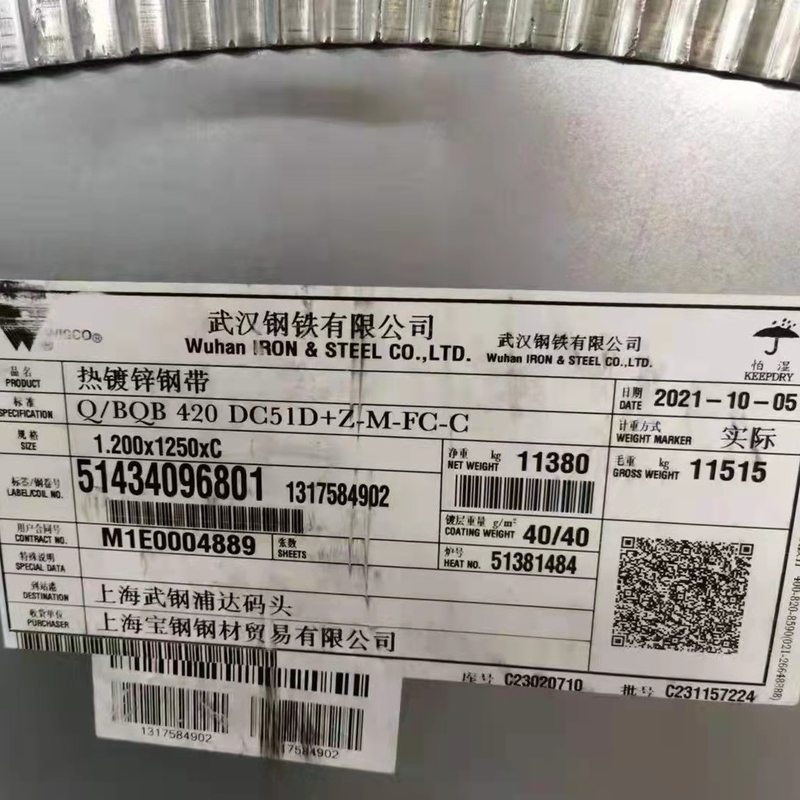 WISCO®
武汉钢铁有限公司
Wuhan IRON & STEEL CO.,LTD.
武汉钢铁有限公司
Wuhan IRON & STEEL CO.,LTD.
怕 湿
KEEPDRY
品名
PRODUCT
热镀锌钢带
日期
DATE
2021-10-05
标准
SPECIFICATION
Q/BQB 420 DC51D+Z-M-FC-C
计重方式
WEIGHT MARKER
实际
规格
SIZE
1.200x1250xC
净重 kg
NET WEIGHT
11380
毛重 kg
GROSS WEIGHT
11515
标签/钢卷号
LABEL/COIL NO.
51434096801 1317584902
镀层重量 g/m²
COATING WEIGHT
40/40
用户合同号
CONTRACT NO.
M1E0004889
张数
SHEETS
炉号
HEAT NO.
51381484
特殊说明
SPECIAL DATA
到站港
DESTINATION
上海武钢浦达码头
收货单位
PURCHASER
上海宝钢钢材贸易有限公司
400-820-8590/021-26648888)
库号 C23020710
批号 C231157224
1317584902
17584902